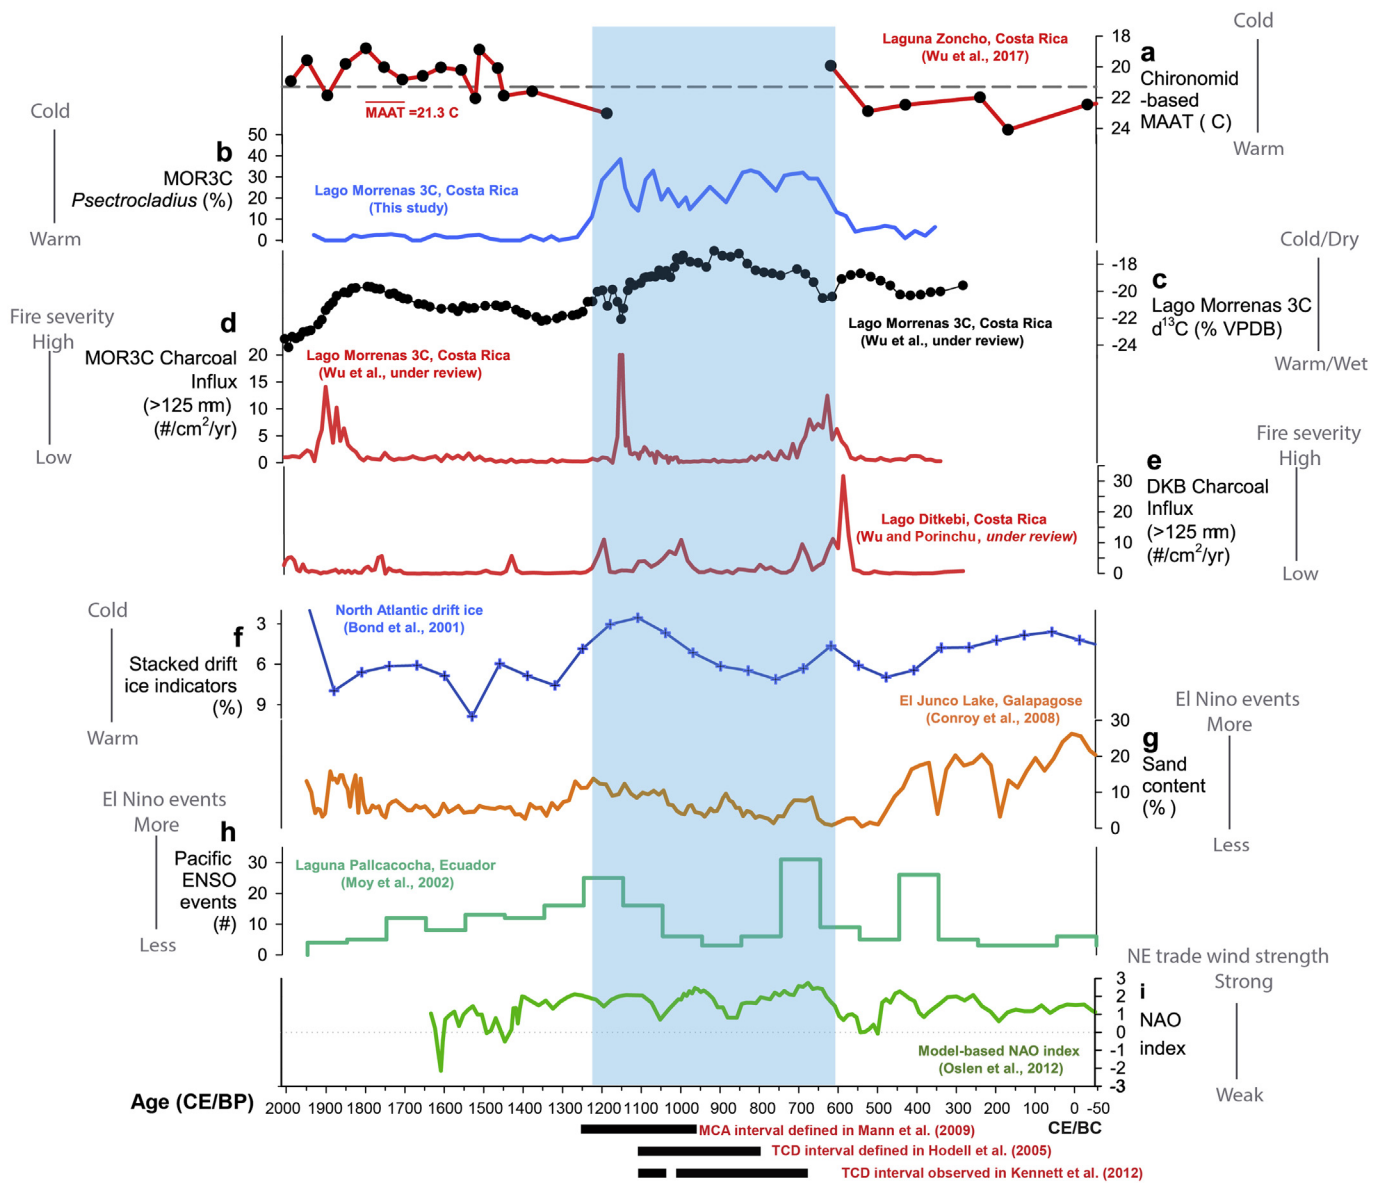 Cold
Laguna Zoncho, Costa Rica
(Wu et al., 2017)
18
20
22
24
a
Chironomid
-based
MAAT ( C)
Warm
MAAT =21.3 C
Cold
Warm
b
MOR3C
Psectrocladius (%)
50
40
30
20
10
0
Lago Morrenas 3C, Costa Rica
(This study)
Cold/Dry
-18
-20
-22
-24
c
Lago Morrenas 3C
d13C (% VPDB)
Warm/Wet
Lago Morrenas 3C, Costa Rica
(Wu et al., under review)
Fire severity
High
Low
d
MOR3C Charcoal
Influx
(>125 mm)
(#/cm2/yr)
20
15
10
5
0
Lago Morrenas 3C, Costa Rica
(Wu et al., under review)
Fire severity
High
Low
e
DKB Charcoal
Influx
(>125 mm)
(#/cm2/yr)
30
20
10
0
Lago Ditkebi, Costa Rica
(Wu and Porinchu, under review)
Cold
Warm
f
Stacked drift
ice indicators
(%)
3
6
9
North Atlantic drift ice
(Bond et al., 2001)
El Nino events
More
Less
g
Sand
content
(% )
30
20
10
0
El Junco Lake, Galapagose
(Conroy et al., 2008)
El Nino events
More
Less
h
Pacific
ENSO
events
(#)
30
20
10
0
Laguna Pallcacocha, Ecuador
(Moy et al., 2002)
NE trade wind strength
Strong
Weak
i
NAO
index
3
2
1
0
-1
-2
-3
Model-based NAO index
(Oslen et al., 2012)
Age (CE/BP)
2000 1900 1800 1700 1600 1500 1400 1300 1200 1100 1000 900 800 700 600 500 400 300 200 100 0 -50
CE/BC
MCA interval defined in Mann et al. (2009)
TCD interval defined in Hodell et al. (2005)
TCD interval observed in Kennett et al. (2012)